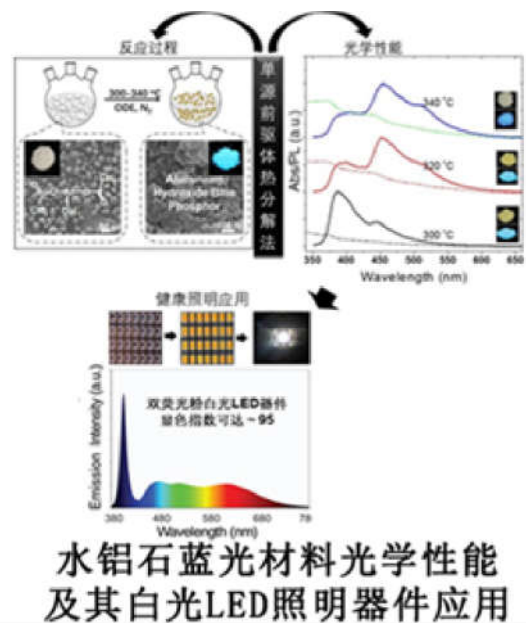 反应过程
光学性能
300-340 °C
ODE, N₂
单源前驱体热分解法
Aluminum
Hydroxide Blue
Phosphor
Abs/PL (a.u.)
340 °C
320 °C
300 °C
350 400 450 500 550 600 650
Wavelength (nm)
健康照明应用
Emission Intensity (a.u.)
双荧光粉白光LED器件
显色指数可达~95
380 480 580 680 78
Wavelength (nm)
水铝石蓝光材料光学性能
及其白光LED照明器件应用